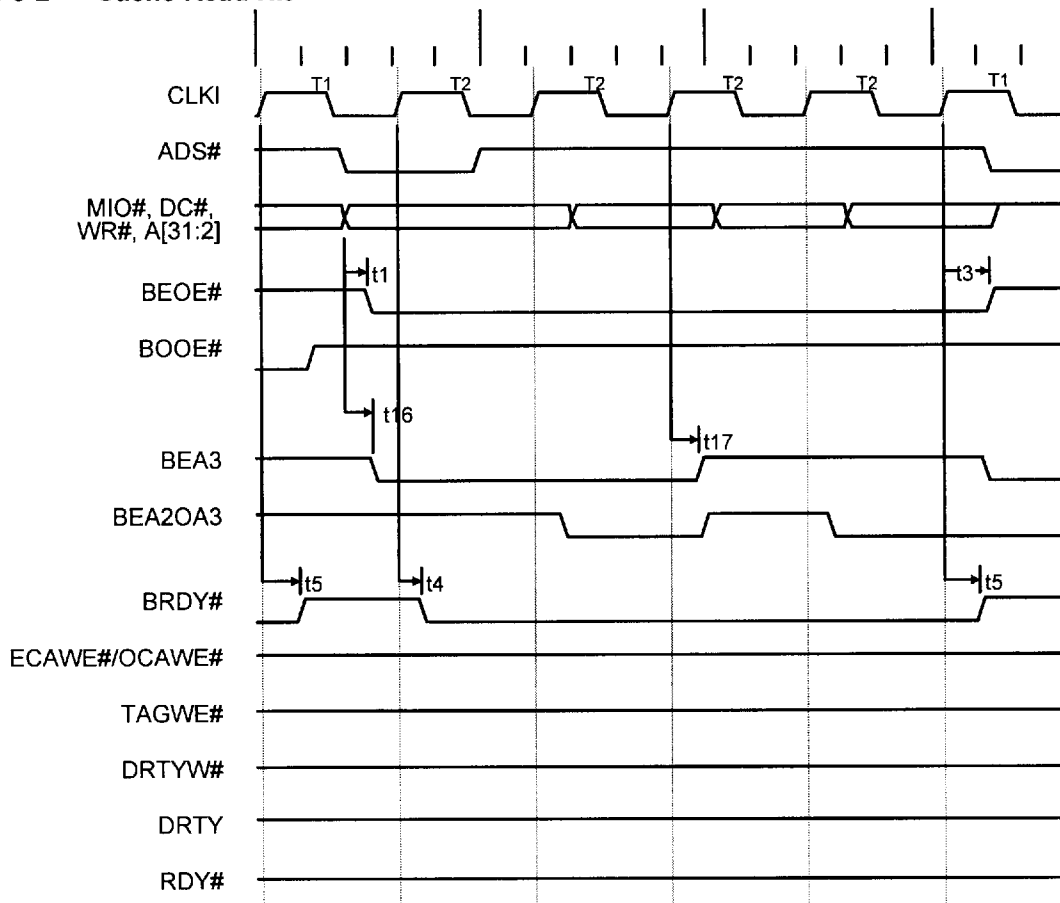 T1 T2 T2 T2 T2 T1
CLKI
ADS#
MIO#, DC#,
WR#, A[31:2]
t1 t3
BEOE#
BOOE#
t16
t17
BEA3
BEA2OA3
t5 t4 t5
BRDY#
ECAWE#/OCAWE#
TAGWE#
DRTYW#
DRTY
RDY#